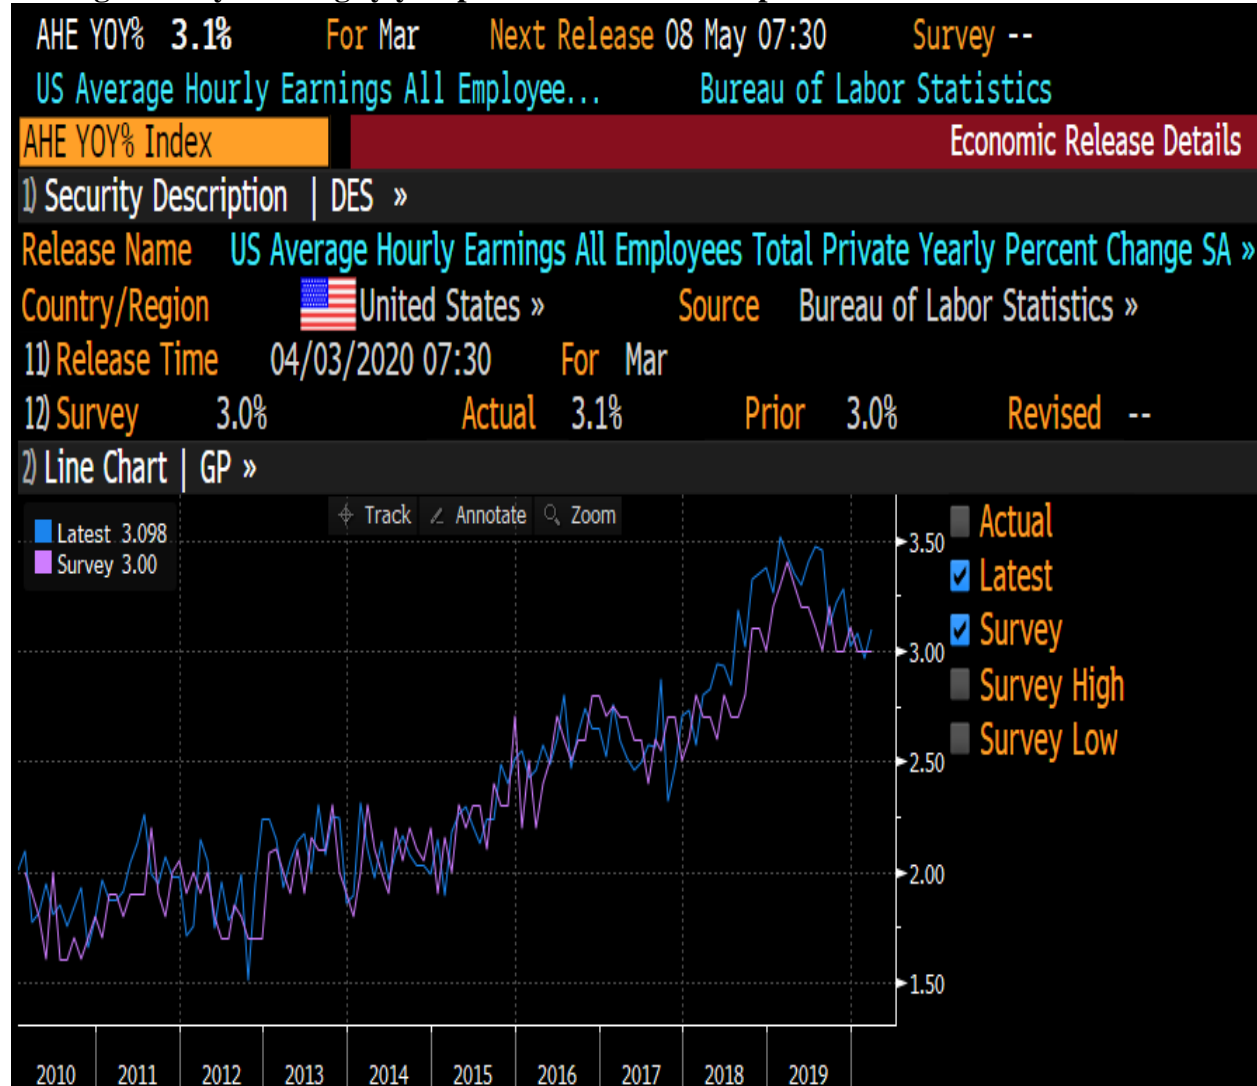 AHE YOY% 3.1% For Mar Next Release 08 May 07:30 Survey --
US Average Hourly Earnings All Employee... Bureau of Labor Statistics
AHE YOY% Index Economic Release Details
1) Security Description | DES »
Release Name US Average Hourly Earnings All Employees Total Private Yearly Percent Change SA »
Country/Region United States » Source Bureau of Labor Statistics »
11) Release Time 04/03/2020 07:30 For Mar
12) Survey 3.0% Actual 3.1% Prior 3.0% Revised --
2) Line Chart | GP »
Track Annotate Zoom
Latest 3.098
Survey 3.00
Actual
Latest
Survey
Survey High
Survey Low
3.50
3.00
2.50
2.00
1.50
2010 2011 2012 2013 2014 2015 2016 2017 2018 2019